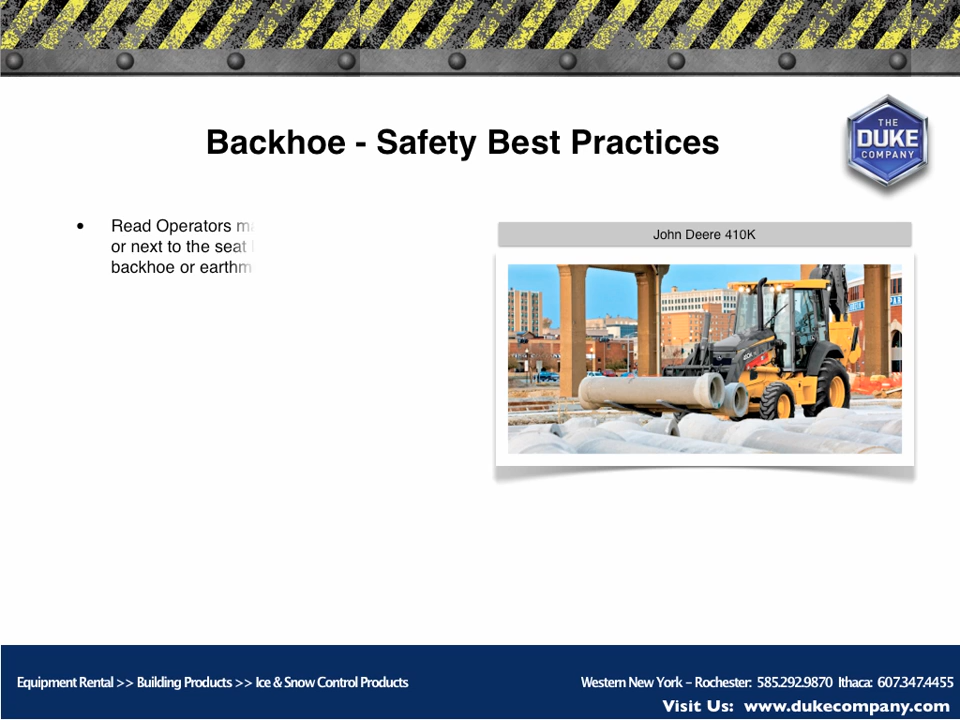 Backhoe - Safety Best Practices
THE
DUKE
COMPANY
• Read Operators
or next to the seat
backhoe or
John Deere 410K
Equipment Rental >> Building Products >> Ice & Snow Control Products
Western New York – Rochester: 585.292.9870 Ithaca: 607.347.4455
Visit Us: www.dukecompany.com